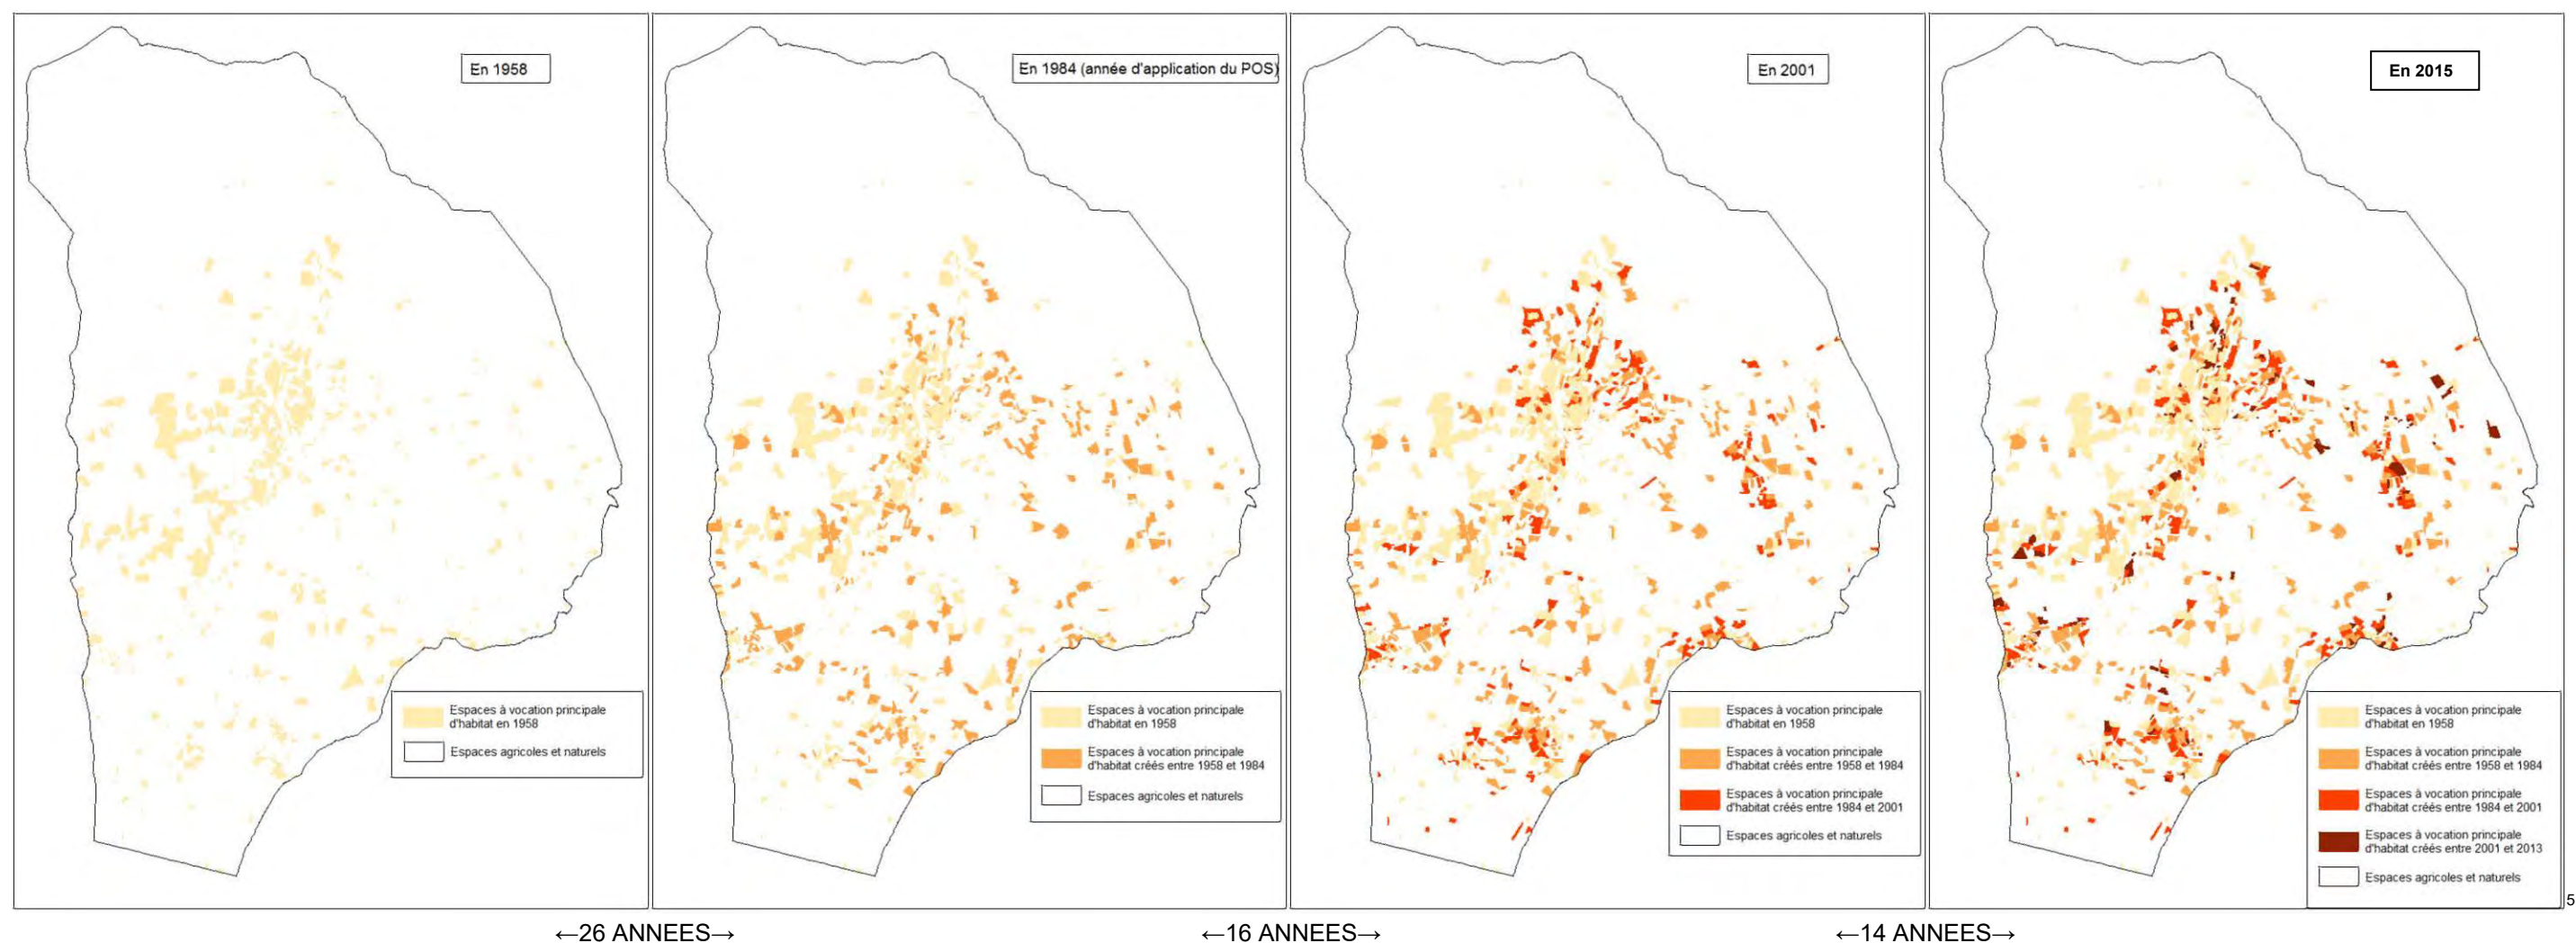 En 1958
Espaces à vocation principale
d'habitat en 1958
Espaces agricoles et naturels
En 1984 (année d'application du POS)
Espaces à vocation principale
d'habitat en 1958
Espaces à vocation principale
d'habitat créés entre 1958 et 1984
Espaces agricoles et naturels
En 2001
Espaces à vocation principale
d'habitat en 1958
Espaces à vocation principale
d'habitat créés entre 1958 et 1984
Espaces à vocation principale
d'habitat créés entre 1984 et 2001
Espaces agricoles et naturels
En 2015
Espaces à vocation principale
d'habitat en 1958
Espaces à vocation principale
d'habitat créés entre 1958 et 1984
Espaces à vocation principale
d'habitat créés entre 1984 et 2001
Espaces à vocation principale
d'habitat créés entre 2001 et 2013
Espaces agricoles et naturels
5
←26 ANNEES→
←16 ANNEES→
←14 ANNEES→